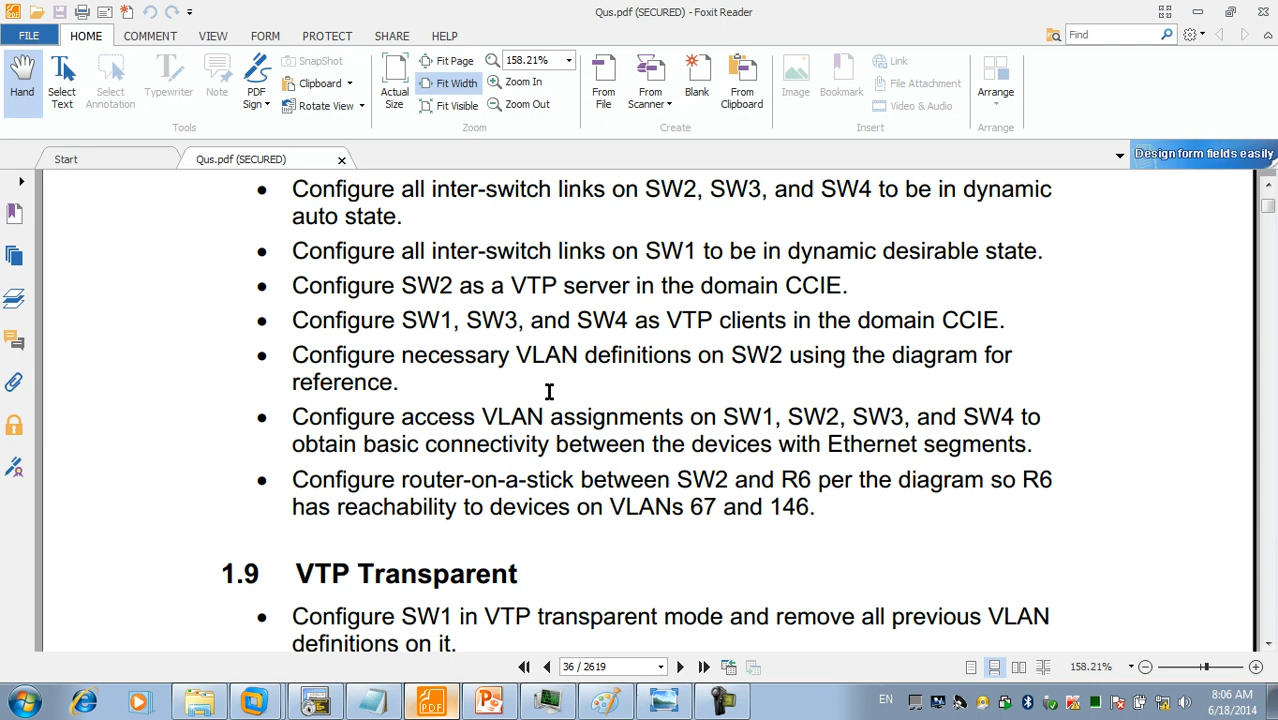 Qus.pdf (SECURED) - Foxit Reader
FILE HOME COMMENT VIEW FORM PROTECT SHARE HELP
Find
Hand
Select Text
Select Annotation
SnapShot
Clipboard
Rotate View
Tools
Typewriter
Note
PDF Sign
Actual Size
Fit Page
Fit Width
Fit Visible
158.21%
Zoom In
Zoom Out
Zoom
From File
From Scanner
Blank
From Clipboard
Create
Image
Bookmark
Link
File Attachment
Video & Audio
Insert
Arrange
Arrange
Start
Qus.pdf (SECURED)
Design form fields easily
• Configure all inter-switch links on SW2, SW3, and SW4 to be in dynamic
auto state.
• Configure all inter-switch links on SW1 to be in dynamic desirable state.
• Configure SW2 as a VTP server in the domain CCIE.
• Configure SW1, SW3, and SW4 as VTP clients in the domain CCIE.
• Configure necessary VLAN definitions on SW2 using the diagram for
reference.
• Configure access VLAN assignments on SW1, SW2, SW3, and SW4 to
obtain basic connectivity between the devices with Ethernet segments.
• Configure router-on-a-stick between SW2 and R6 per the diagram so R6
has reachability to devices on VLANs 67 and 146.
1.9 VTP Transparent
• Configure SW1 in VTP transparent mode and remove all previous VLAN
definitions on it.
36 / 2619
158.21%
EN
8:06 AM
6/18/2014